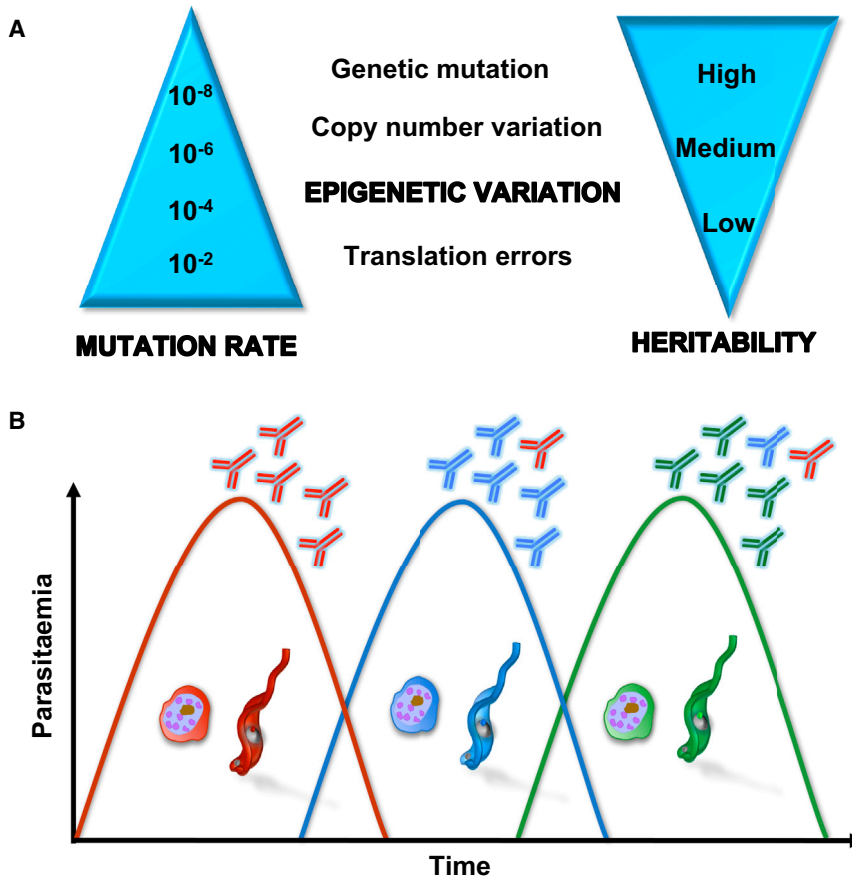 A
10-8
10-6
10-4
10-2
MUTATION RATE
Genetic mutation
Copy number variation
EPIGENETIC VARIATION
Translation errors
High
Medium
Low
HERITABILITY
B
Parasitaemia
Time